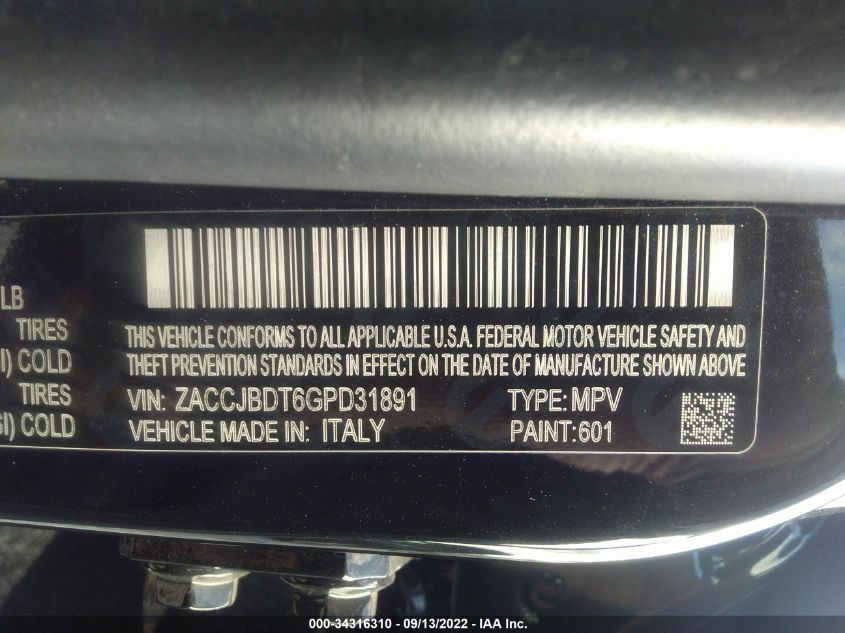 LB
TIRES
I) COLD
TIRES
SI) COLD
THIS VEHICLE CONFORMS TO ALL APPLICABLE U.S.A. FEDERAL MOTOR VEHICLE SAFETY AND
THEFT PREVENTION STANDARDS IN EFFECT ON THE DATE OF MANUFACTURE SHOWN ABOVE
VIN: ZACCJBDT6GPD31891 TYPE: MPV
VEHICLE MADE IN: ITALY PAINT:601
000-34316310 - 09/13/2022 - IAA Inc.